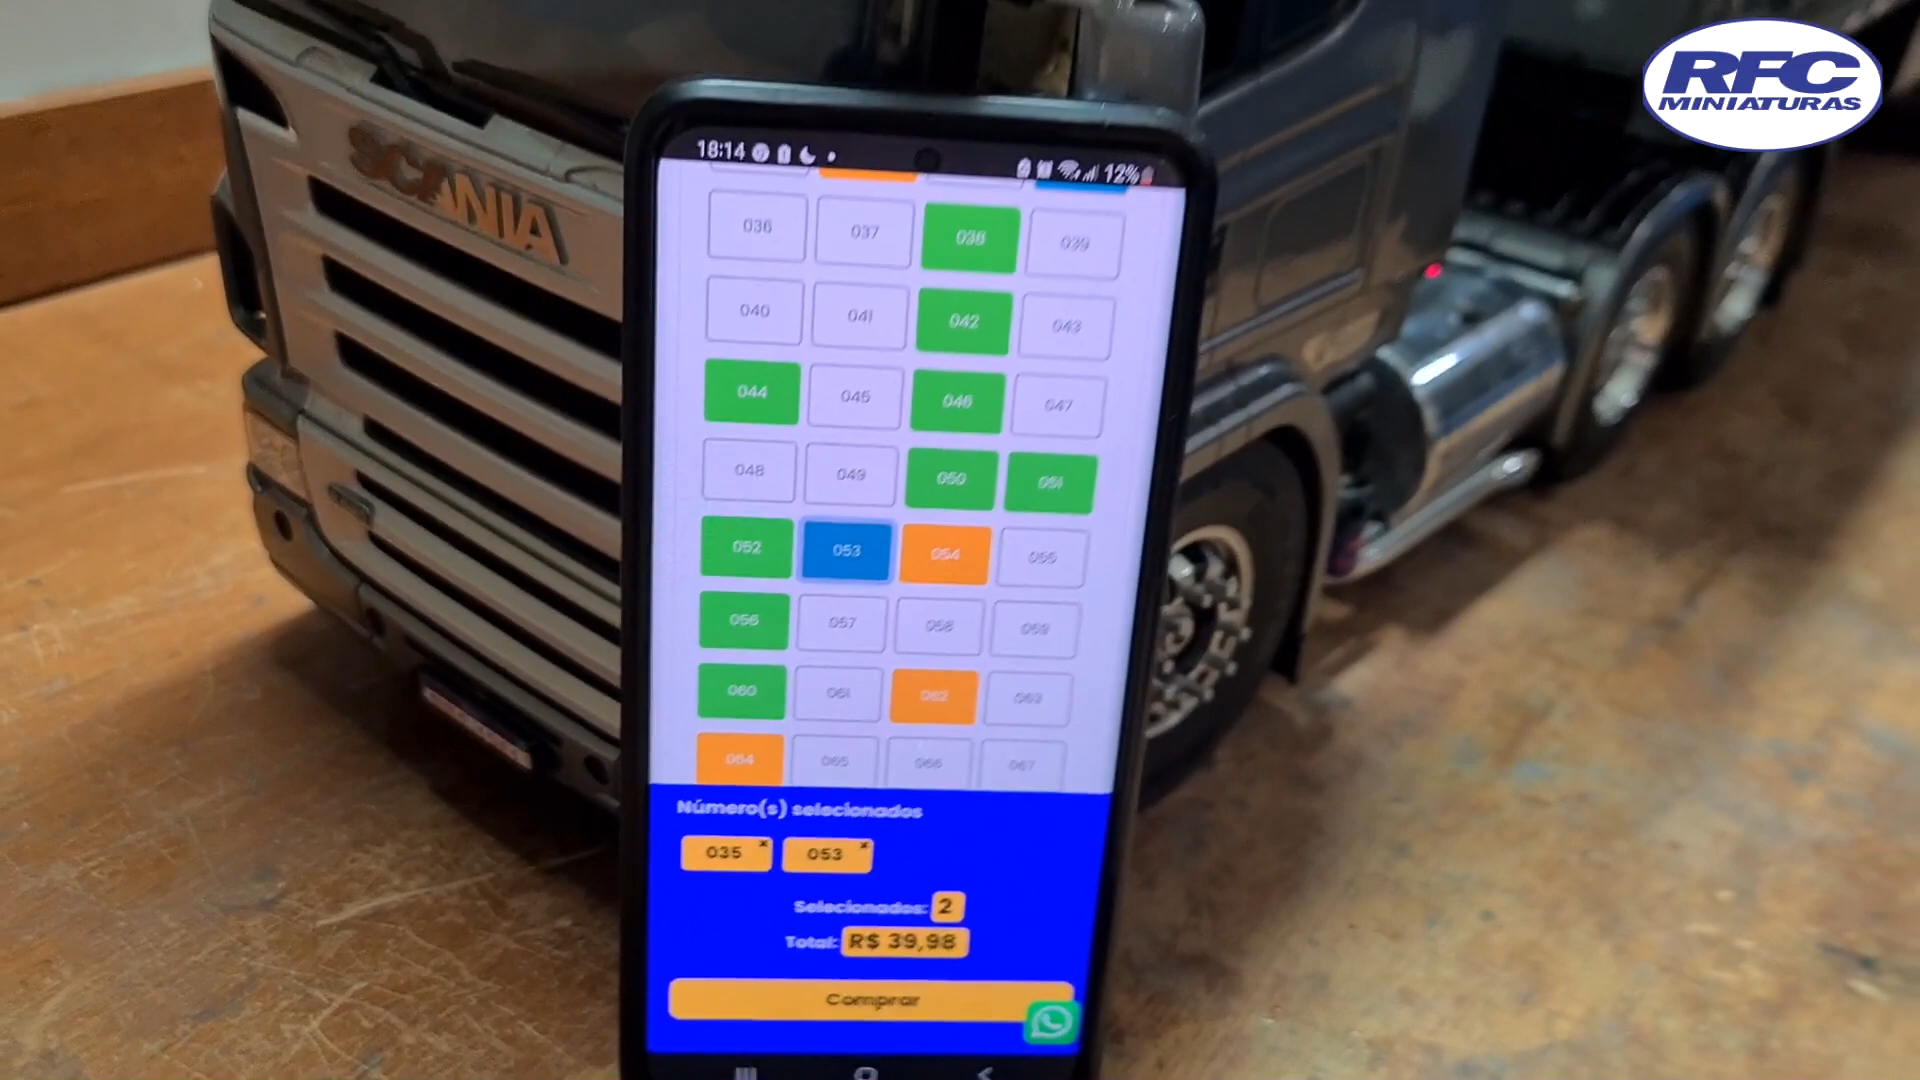 RFC
MINIATURAS
SCANIA
18:14 12%
036 037 038 039
040 041 042 043
044 045 046 047
048 049 050 051
052 053 054 055
056 057 058 059
060 061 062 063
064 065 066 067
Número(s) selecionados
035 × 053 ×
Selecionados: 2
Total: R$ 39,98
Comprar